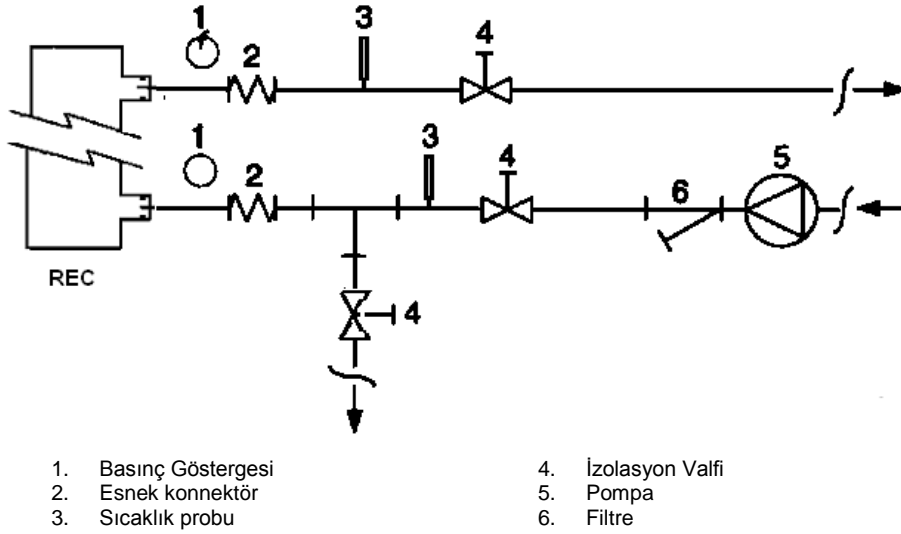 1
2
3
4
1
2
3
4
6
5
REC
4
1. Basınç Göstergesi
2. Esnek konnektör
3. Sıcaklık probu
4. İzolasyon Valfi
5. Pompa
6. Filtre